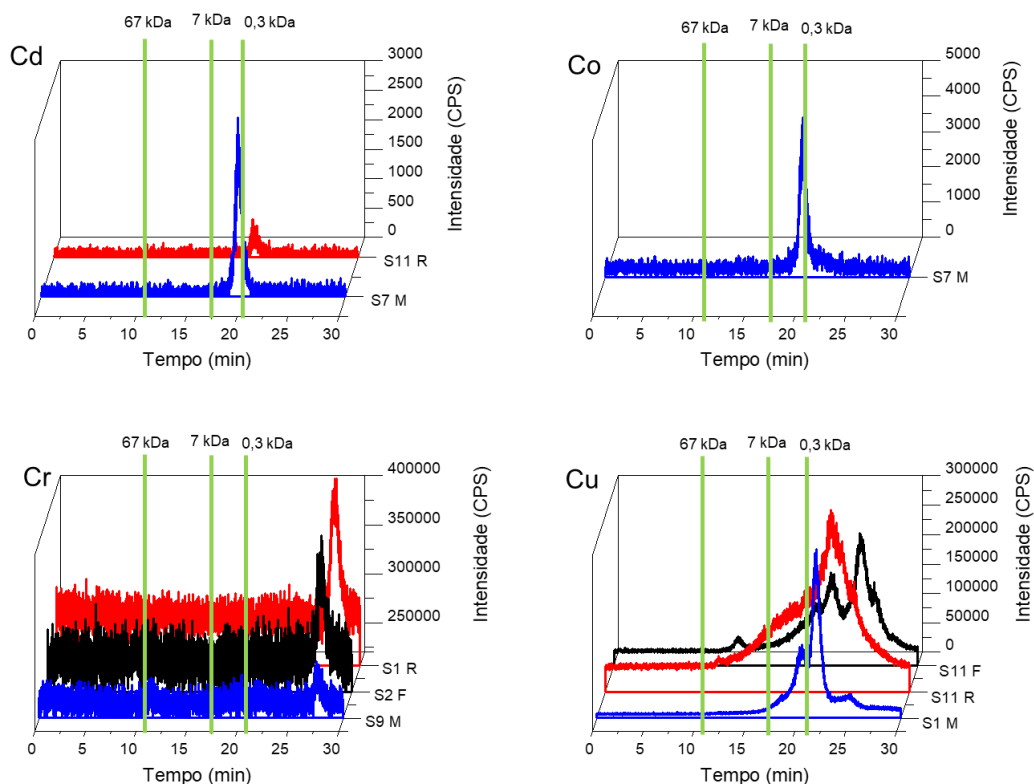 67 kDa 7 kDa 0,3 kDa
Cd
3000
2500
2000
1500
1000
500
0
Intensidade (CPS)
S11 R
S7 M
0 5 10 15 20 25 30
Tempo (min)
67 kDa 7 kDa 0,3 kDa
Co
5000
4000
3000
2000
1000
0
Intensidade (CPS)
S7 M
0 5 10 15 20 25 30
Tempo (min)
67 kDa 7 kDa 0,3 kDa
Cr
400000
350000
300000
250000
Intensidade (CPS)
S1 R
S2 F
S9 M
0 5 10 15 20 25 30
Tempo (min)
67 kDa 7 kDa 0,3 kDa
Cu
300000
250000
200000
150000
100000
50000
0
Intensidade (CPS)
S11 F
S11 R
S1 M
0 5 10 15 20 25 30
Tempo (min)